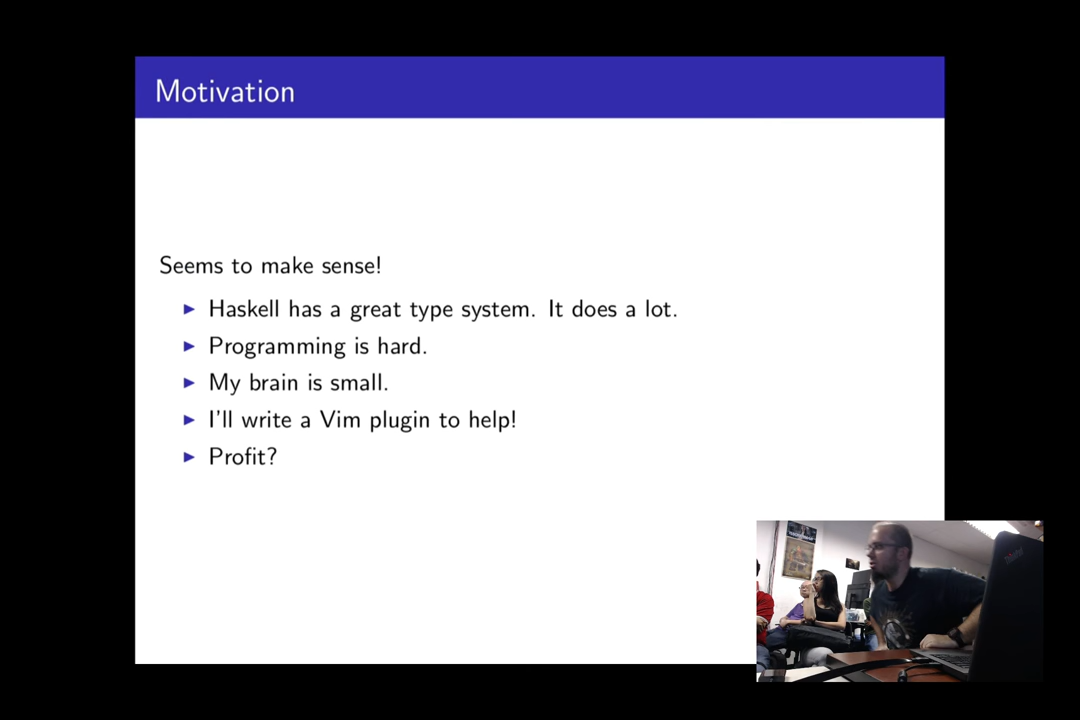 Motivation
Seems to make sense!
Haskell has a great type system. It does a lot.
Programming is hard.
My brain is small.
I'll write a Vim plugin to help!
Profit?